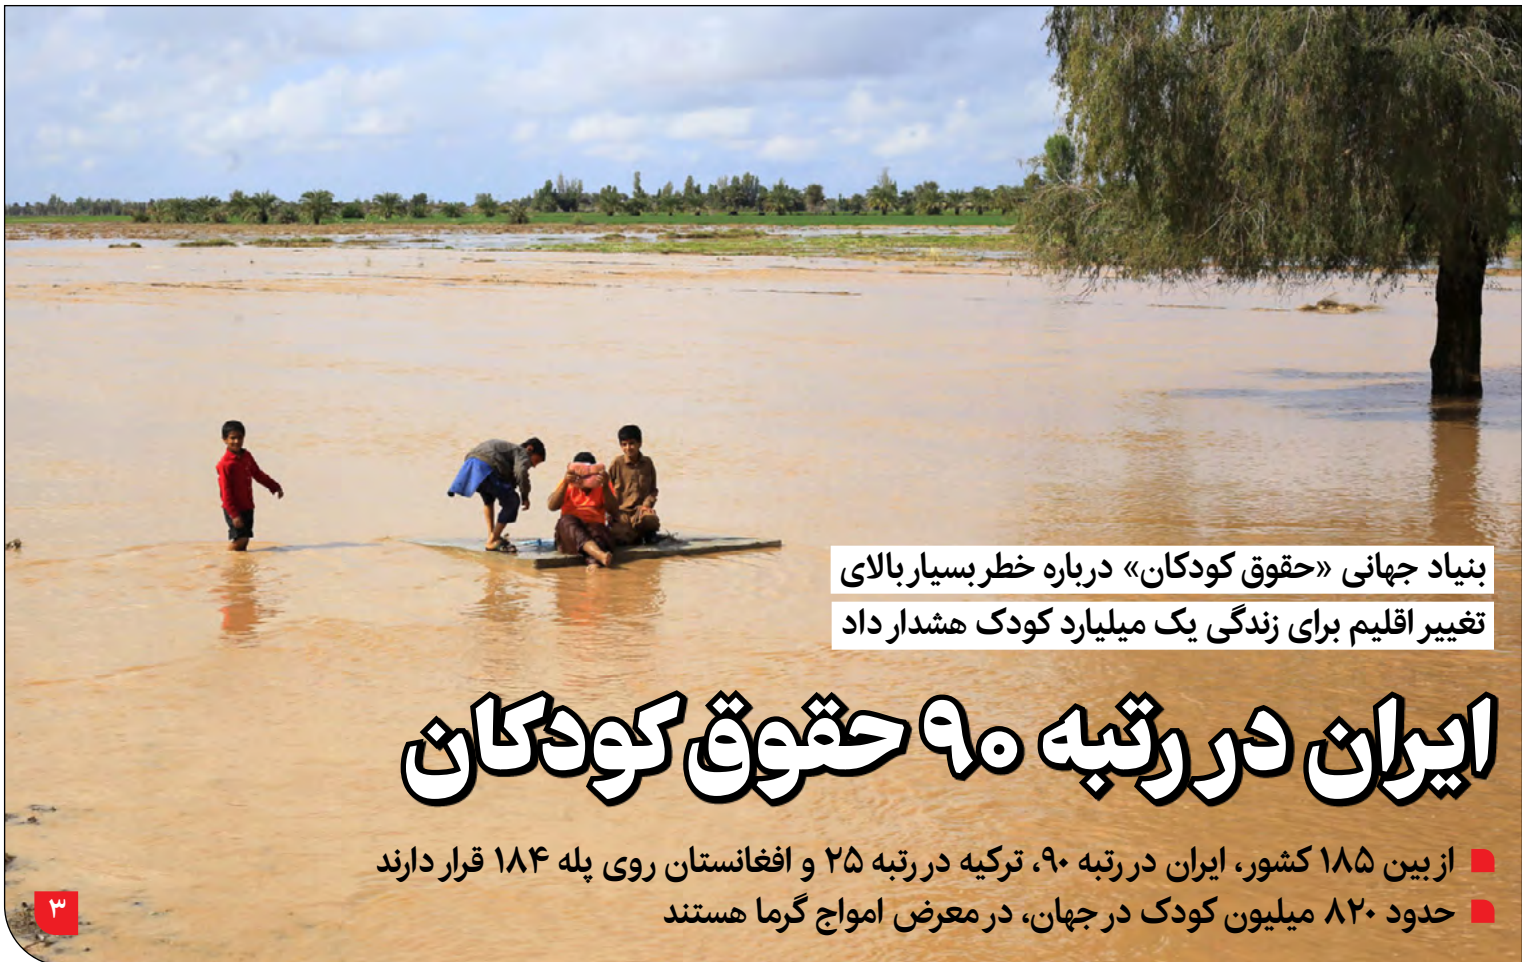 بنیاد جهانی «حقوق کودکان» درباره خطر بسیار بالای
تغییر اقلیم برای زندگی یک میلیارد کودک هشدار داد
ایران در رتبه ۹۰ حقوق کودکان
از بین ۱۸۵ کشور، ایران در رتبه ۹۰، ترکیه در رتبه ۲۵ و افغانستان روی پله ۱۸۴ قرار دارند
حدود ۸۲۰ میلیون کودک در جهان، در معرض امواج گرما هستند
۳